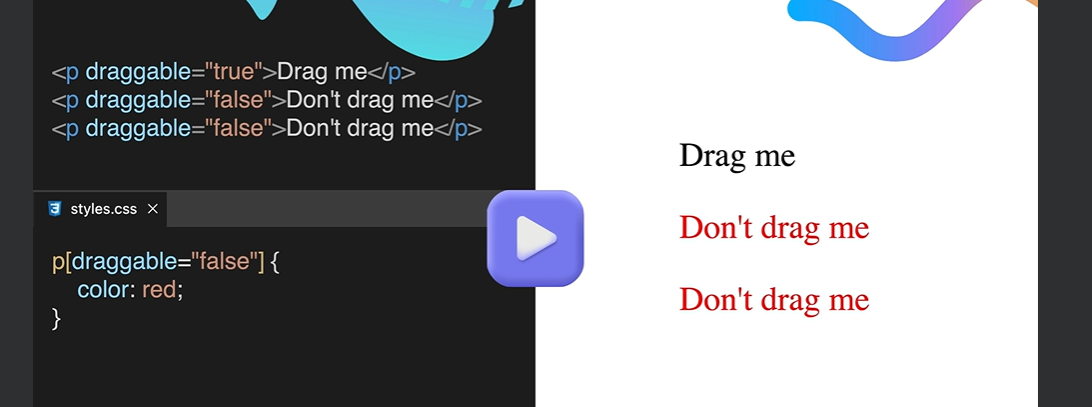 <p draggable="true">Drag me</p>
<p draggable="false">Don't drag me</p>
<p draggable="false">Don't drag me</p>
styles.css ×
p[draggable="false"] {
color: red;
}
Drag me
Don't drag me
Don't drag me